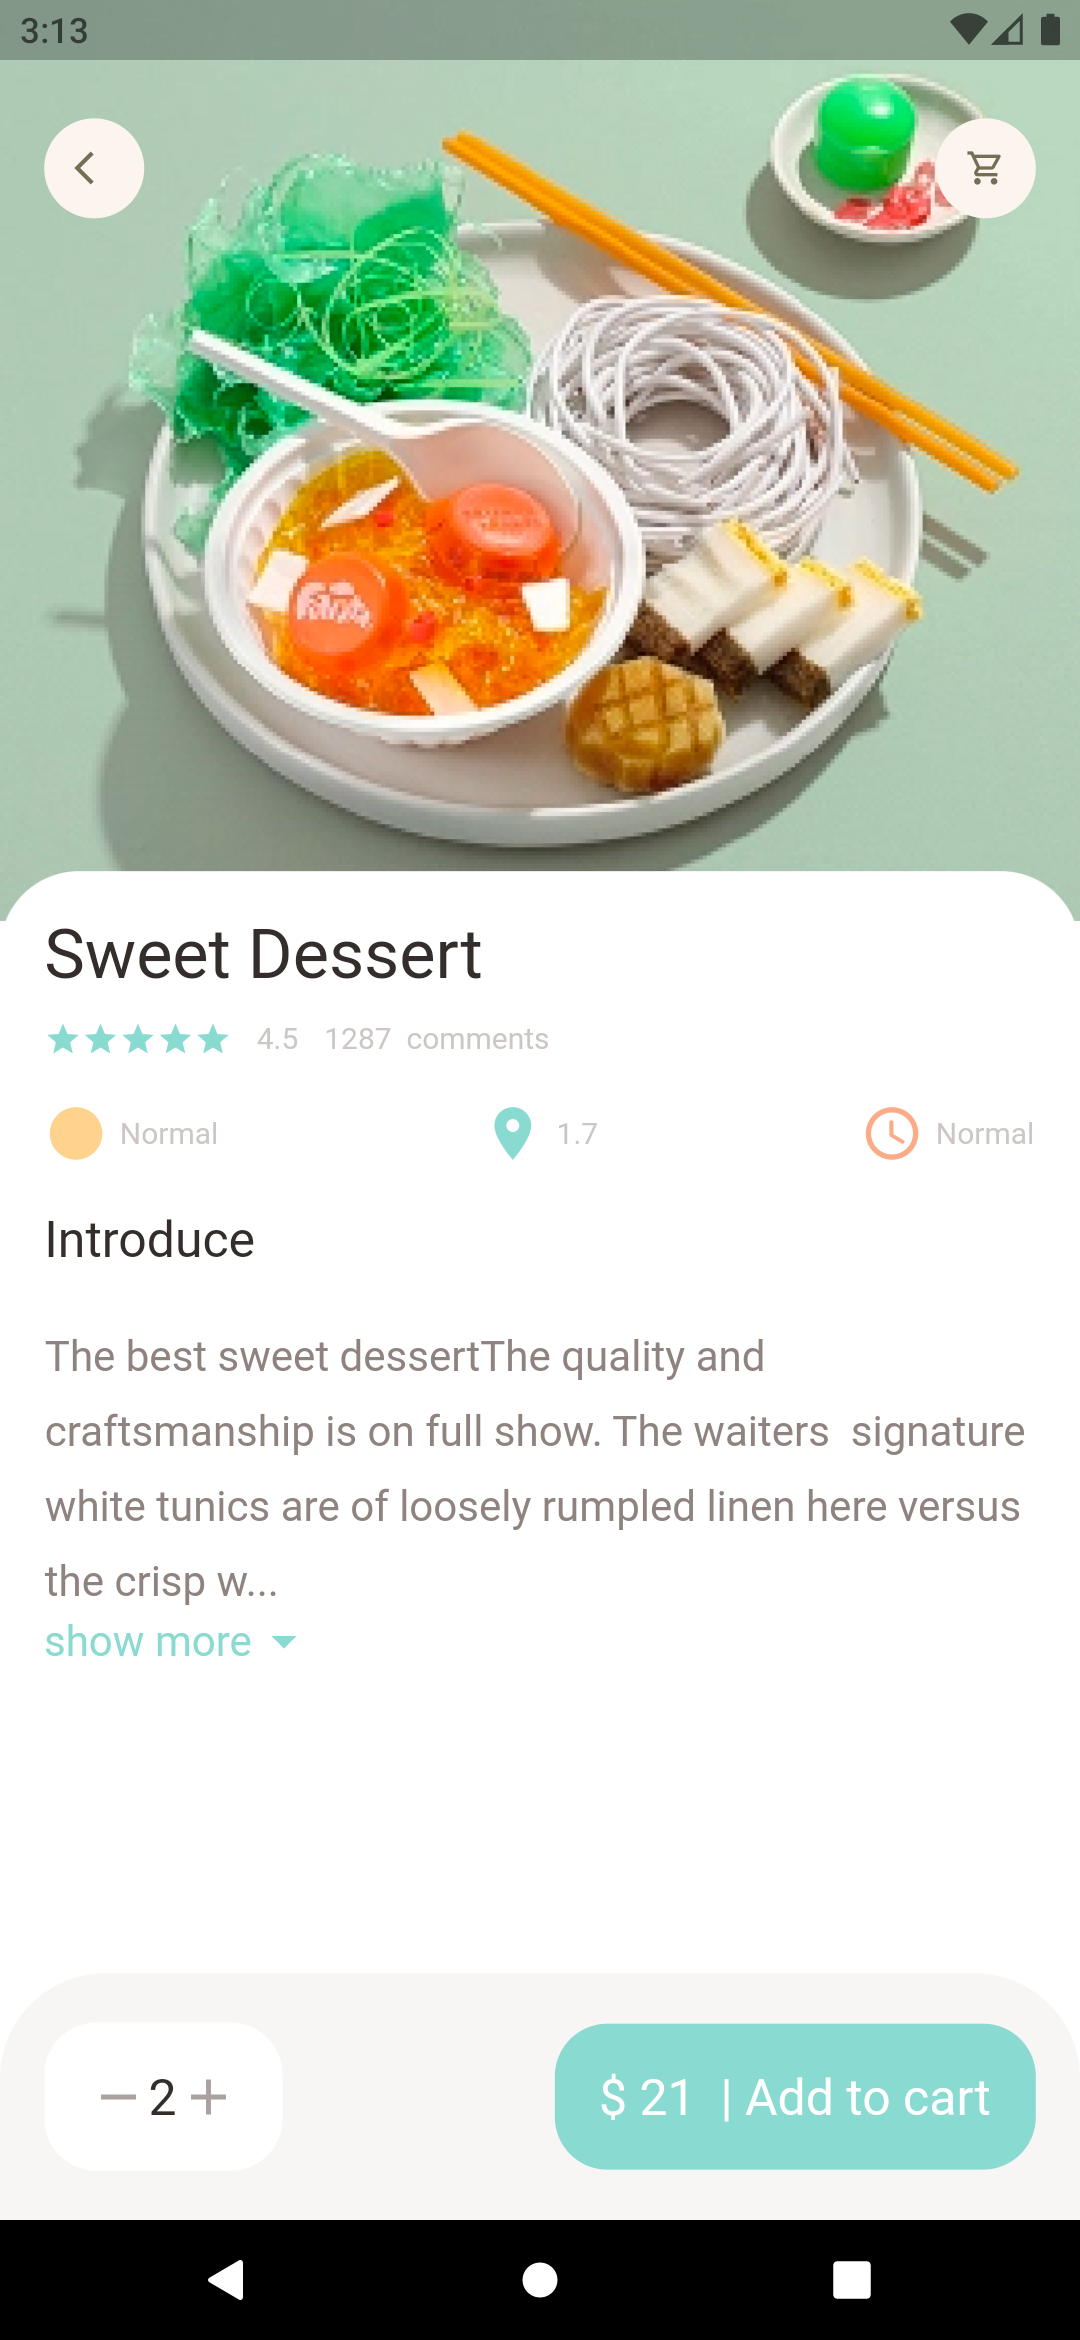 3:13
Sweet Dessert
4.5 1287 comments
Normal 1.7 Normal
Introduce
The best sweet dessertThe quality and
craftsmanship is on full show. The waiters signature
white tunics are of loosely rumpled linen here versus
the crisp w...
show more
2 $ 21 | Add to cart